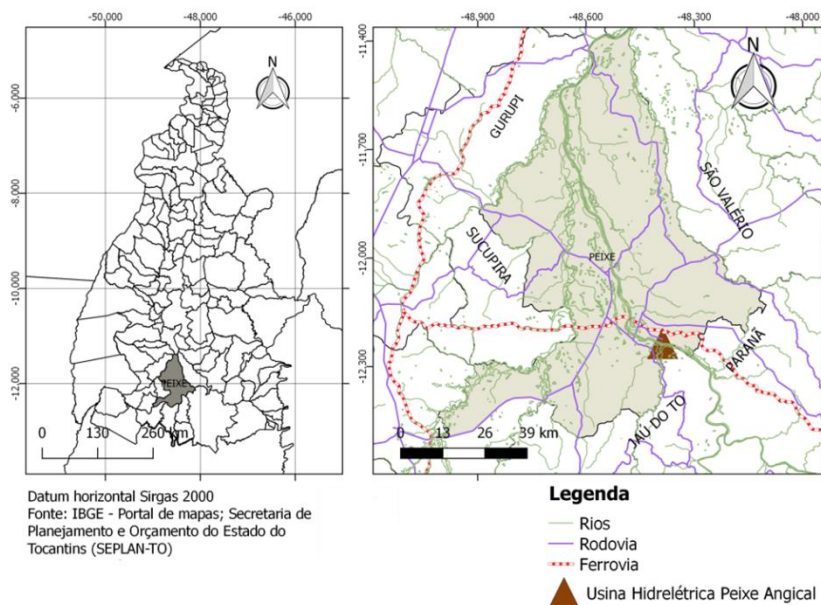 -50,000 -48,000 -46,000
N
-6,000
-8,000
-10,000
-12,000
PEIXE
0 130 260 km
-48,900 -48,600 -48,300 -48,000
-11,400
-11,700
-12,000
-12,300
N
GURUPI
SÃO VALÉRIO
SUCUPIRA
PEIXE
PARANÃ
JAÚ DO TO
0 13 26 39 km
Datum horizontal Sirgas 2000
Fonte: IBGE - Portal de mapas; Secretaria de
Planejamento e Orçamento do Estado do
Tocantins (SEPLAN-TO)
Legenda
Rios
Rodovia
Ferrovia
Usina Hidrelétrica Peixe Angical